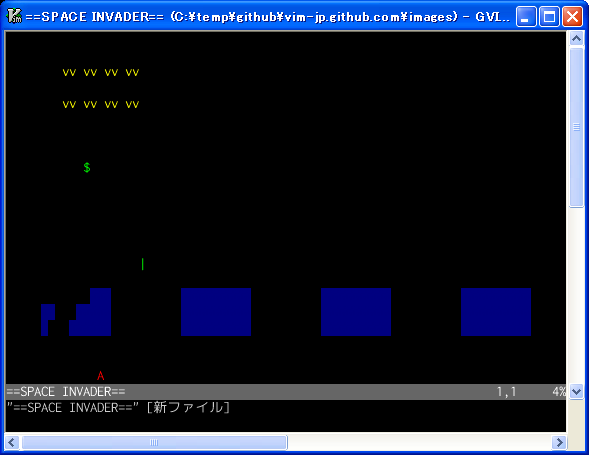 ==SPACE INVADER== (C:¥temp¥github¥vim-jp.github.com¥images) - GVI...
vv vv vv vv
vv vv vv vv
$
|
A
==SPACE INVADER== 1,1 4%
"==SPACE INVADER==" [新ファイル]